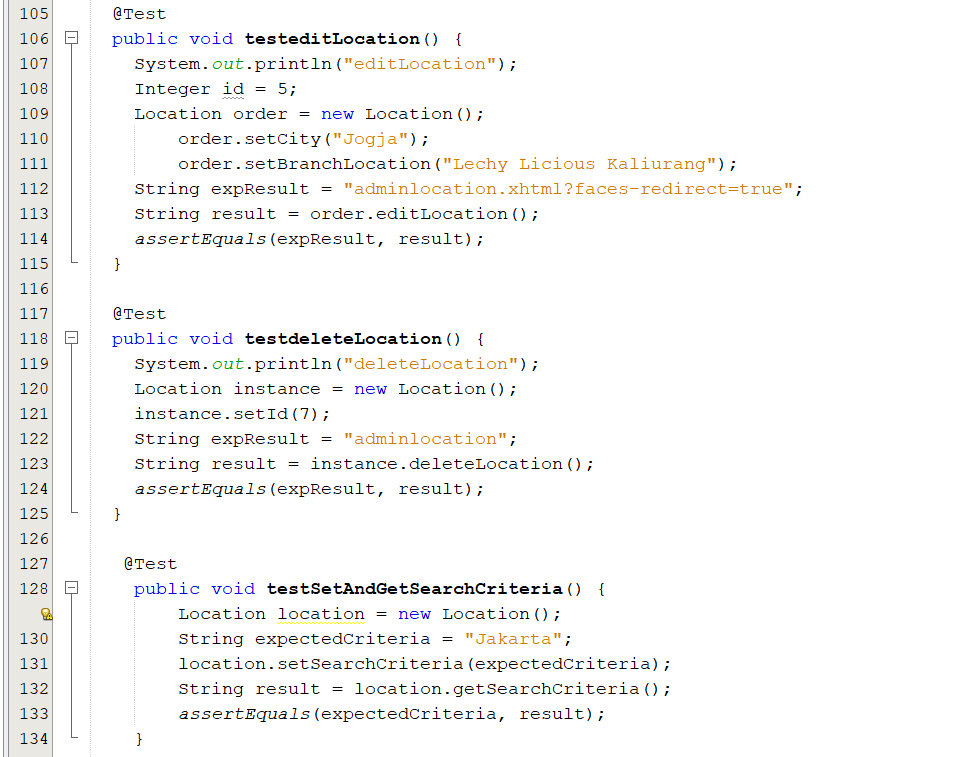 105 @Test
106 public void testeditLocation() {
107 System.out.println("editLocation");
108 Integer id = 5;
109 Location order = new Location();
110 order.setCity("Jogja");
111 order.setBranchLocation("Lechy Licious Kaliurang");
112 String expResult = "adminlocation.xhtml?faces-redirect=true";
113 String result = order.editLocation();
114 assertEquals(expResult, result);
115 }
116
117 @Test
118 public void testdeleteLocation() {
119 System.out.println("deleteLocation");
120 Location instance = new Location();
121 instance.setId(7);
122 String expResult = "adminlocation";
123 String result = instance.deleteLocation();
124 assertEquals(expResult, result);
125 }
126
127 @Test
128 public void testSetAndGetSearchCriteria() {
Location location = new Location();
130 String expectedCriteria = "Jakarta";
131 location.setSearchCriteria(expectedCriteria);
132 String result = location.getSearchCriteria();
133 assertEquals(expectedCriteria, result);
134 }